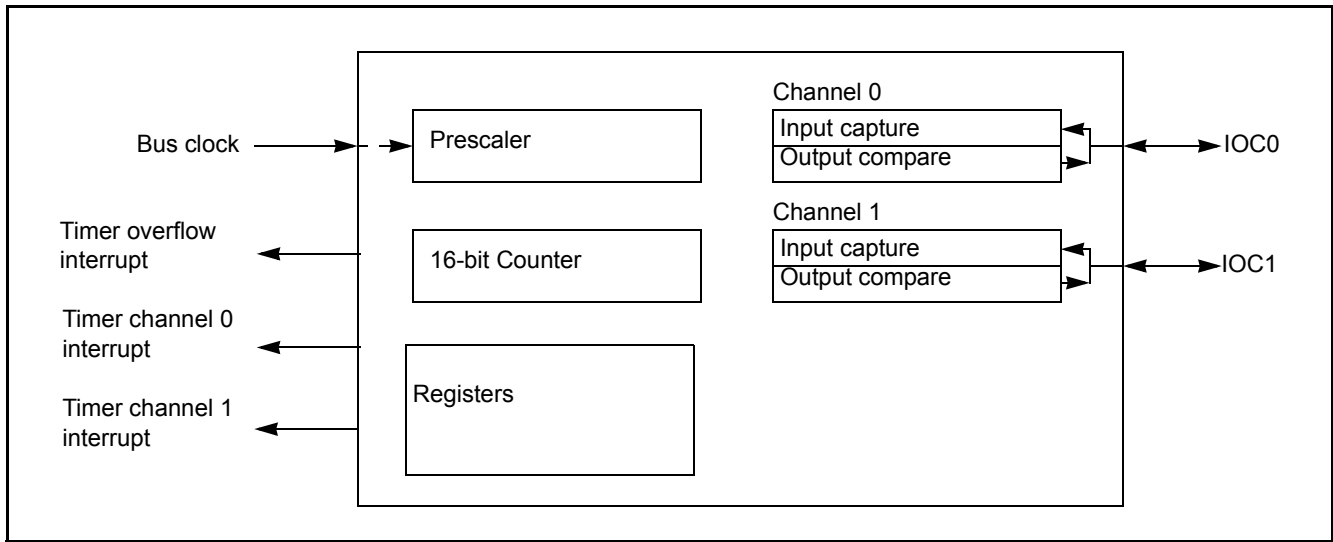 Bus clock
Timer overflow
interrupt
Timer channel 0
interrupt
Timer channel 1
interrupt
Prescaler
16-bit Counter
Registers
Channel 0
Input capture
Output compare
Channel 1
Input capture
Output compare
IOC0
IOC1